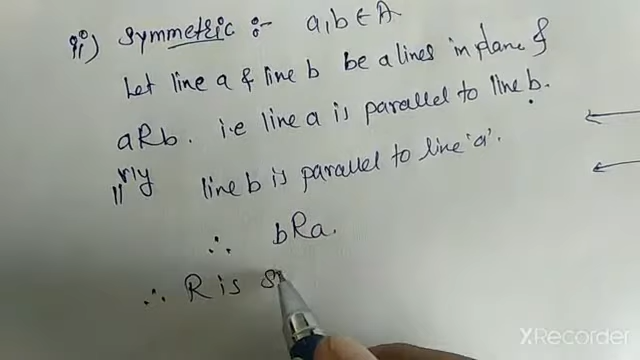 ii) Symmetric :- a, b ∈ A
Let line a & line b be a lines in plane &
aRb. i.e line a is parallel to line b.
||rly line b is parallel to line 'a'.
∴ bRa.
∴ R is s
XRecorder